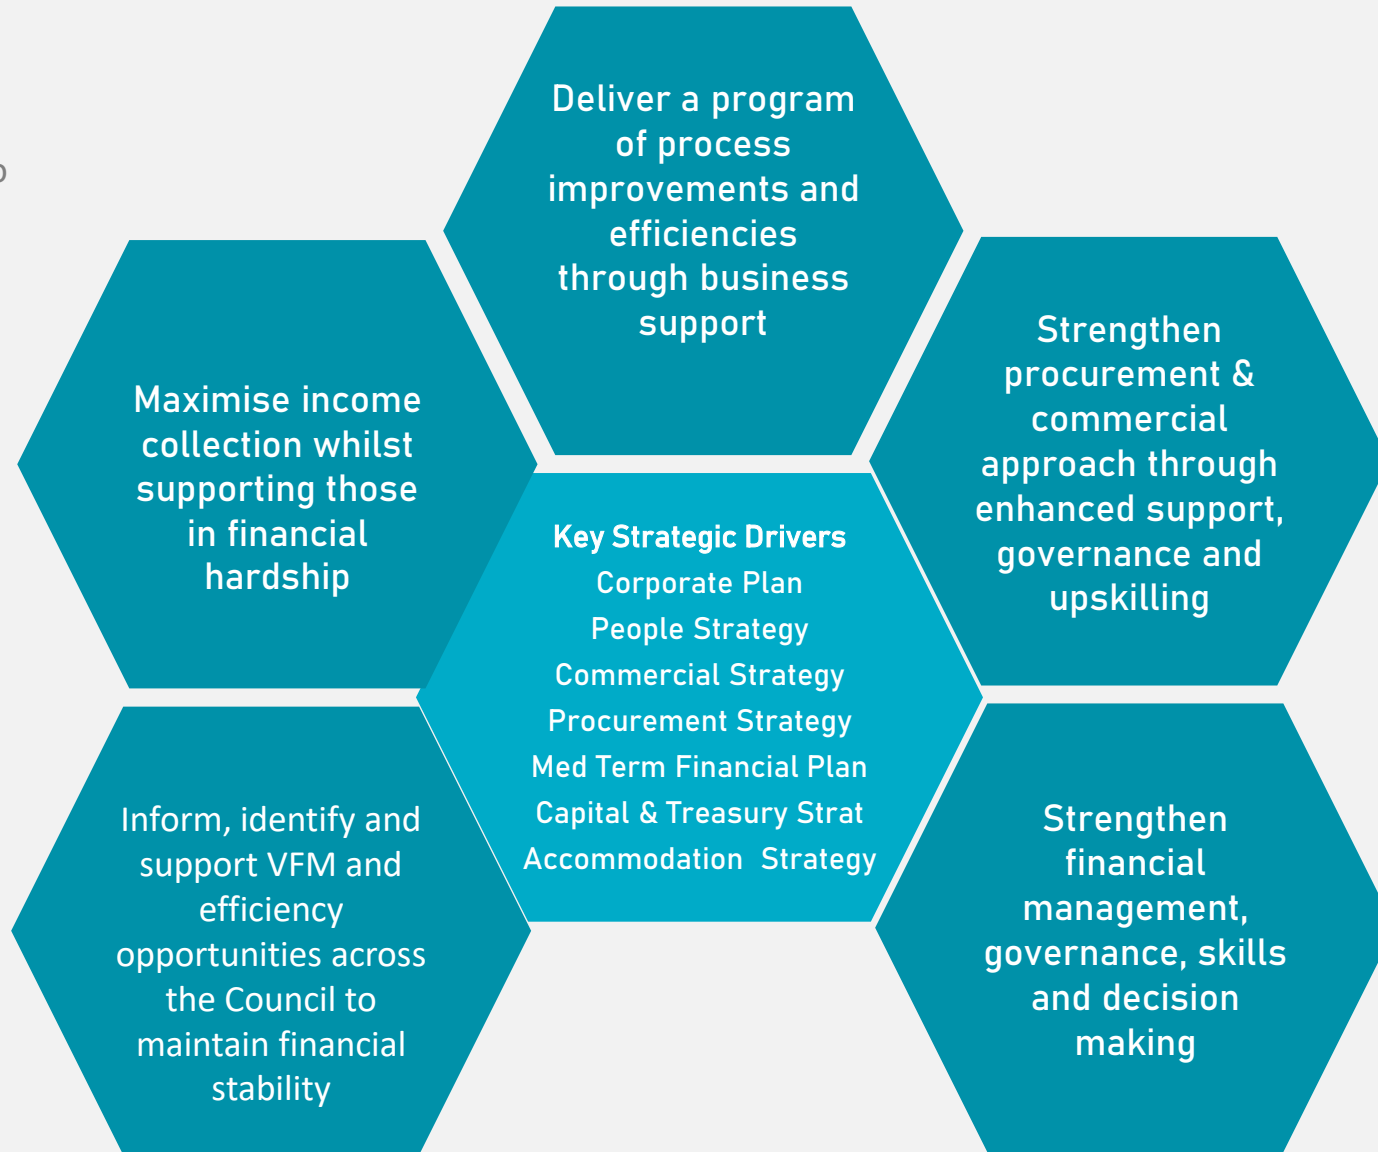 Deliver a program
of process
improvements and
efficiencies
through business
support
Maximise income
collection whilst
supporting those
in financial
hardship
Strengthen
procurement &
commercial
approach through
enhanced support,
governance and
upskilling
Key Strategic Drivers
Corporate Plan
People Strategy
Commercial Strategy
Procurement Strategy
Med Term Financial Plan
Capital & Treasury Strat
Accommodation  Strategy
Inform, identify and
support VFM and
efficiency
opportunities across
the Council to
maintain financial
stability
Strengthen
financial
management,
governance, skills
and decision
making